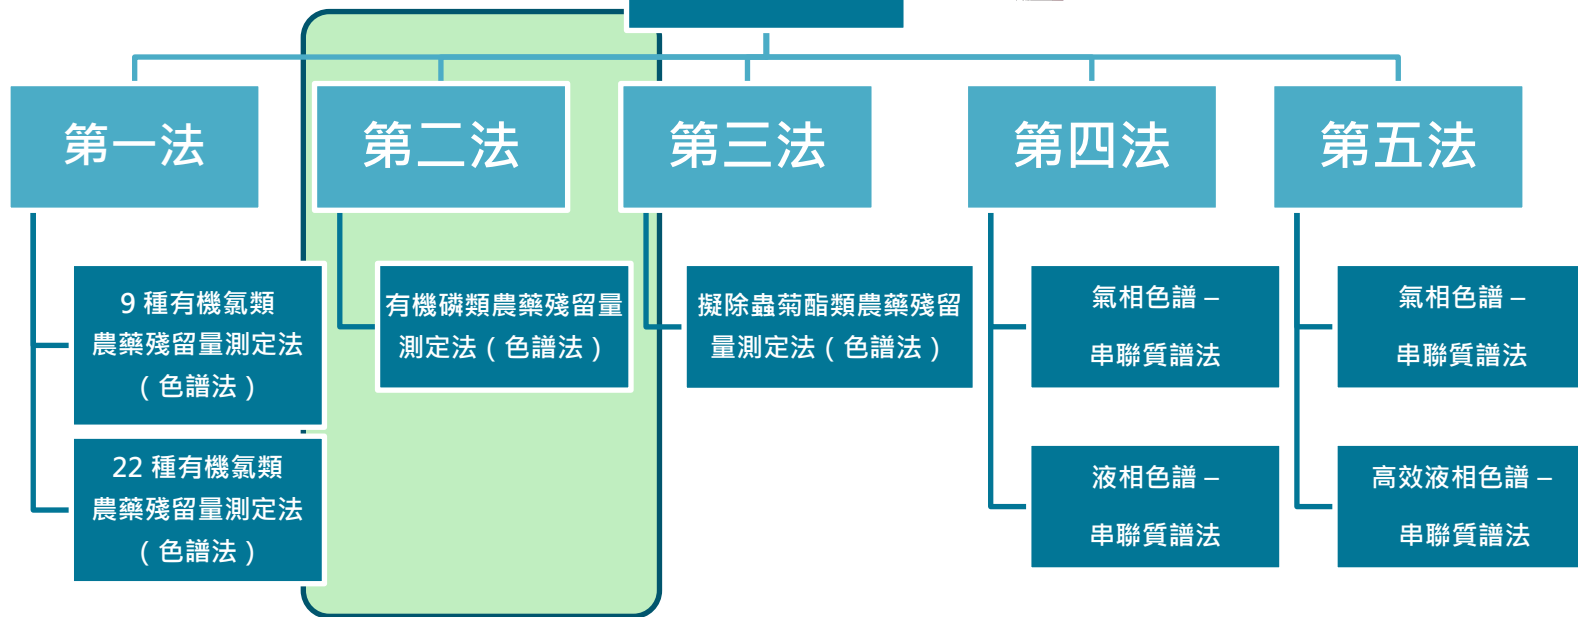 第一法
第二法
第三法
第四法
第五法
9 種有機氯類
農藥殘留量測定法
（色譜法）
22 種有機氯類
農藥殘留量測定法
（色譜法）
有機磷類農藥殘留量
測定法（色譜法）
擬除蟲菊酯類農藥殘留
量測定法（色譜法）
氣相色譜 –
串聯質譜法
液相色譜 –
串聯質譜法
氣相色譜 –
串聯質譜法
高效液相色譜 –
串聯質譜法